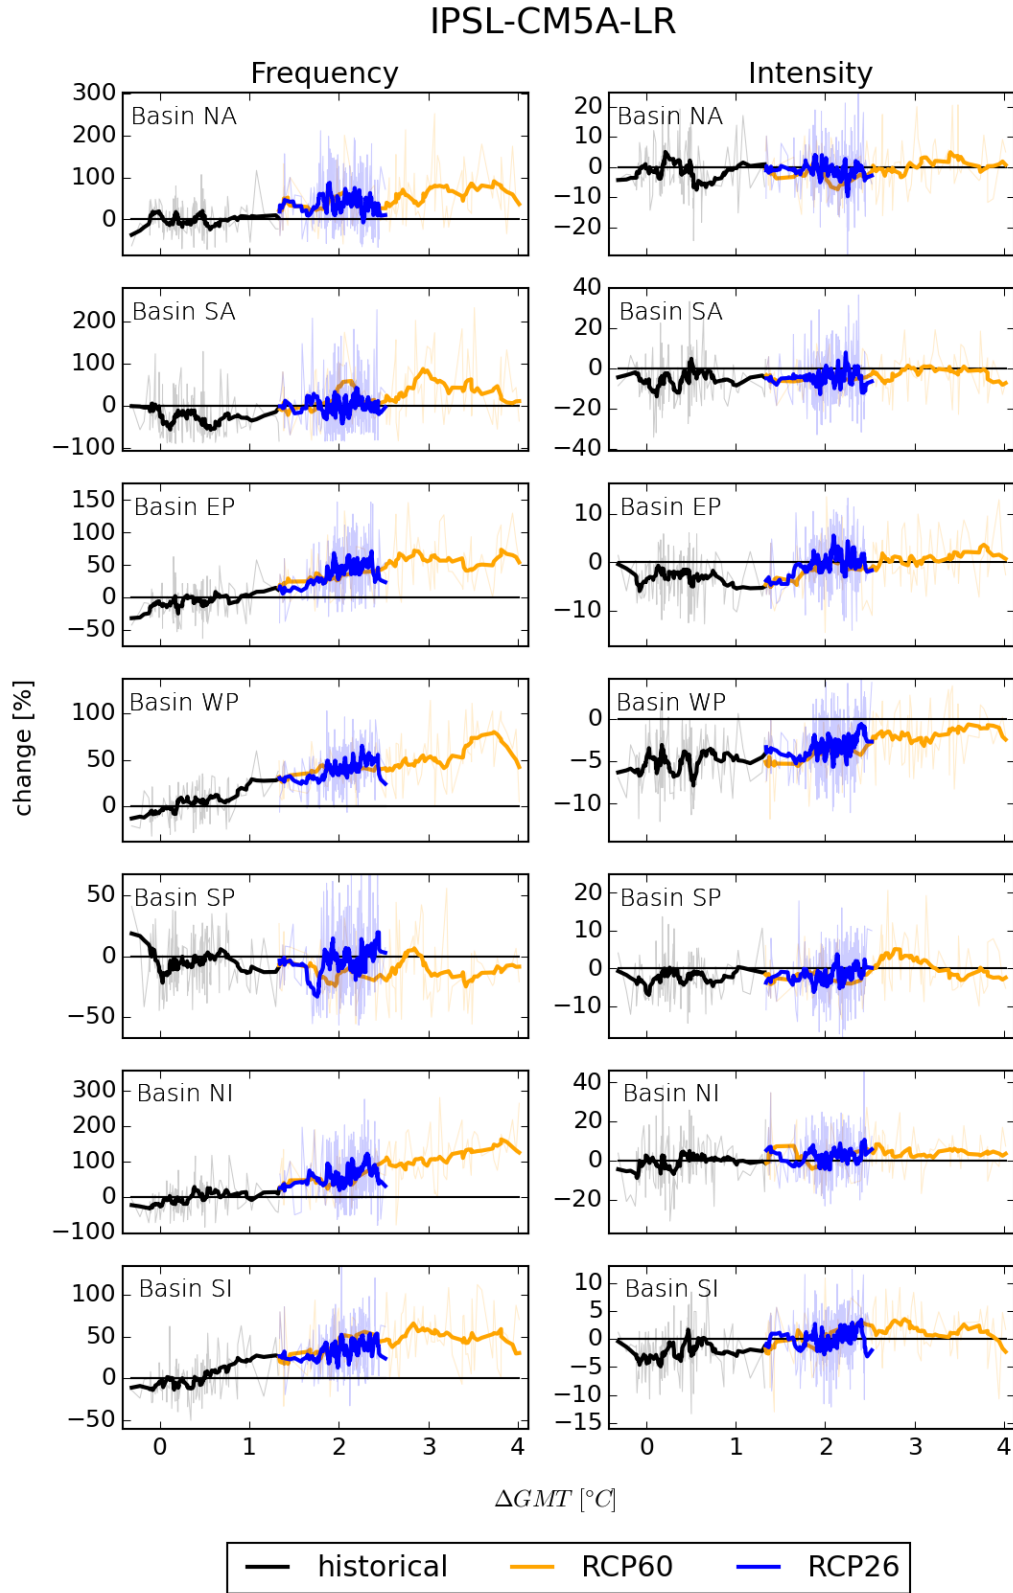 IPSL-CM5A-LR
Frequency
Intensity
Basin NA
300
200
100
0
Basin NA
20
10
0
−10
−20
Basin SA
200
100
0
−100
Basin SA
40
20
0
−20
−40
Basin EP
150
100
50
0
−50
Basin EP
10
0
−10
Basin WP
100
50
0
Basin WP
0
−5
−10
Basin SP
50
0
−50
Basin SP
20
10
0
−10
Basin NI
300
200
100
0
−100
Basin NI
40
20
0
−20
Basin SI
100
50
0
−50
Basin SI
10
5
0
−5
−10
−15
0 1 2 3 4
0 1 2 3 4
change [%]
ΔGMT [°C]
historical RCP60 RCP26